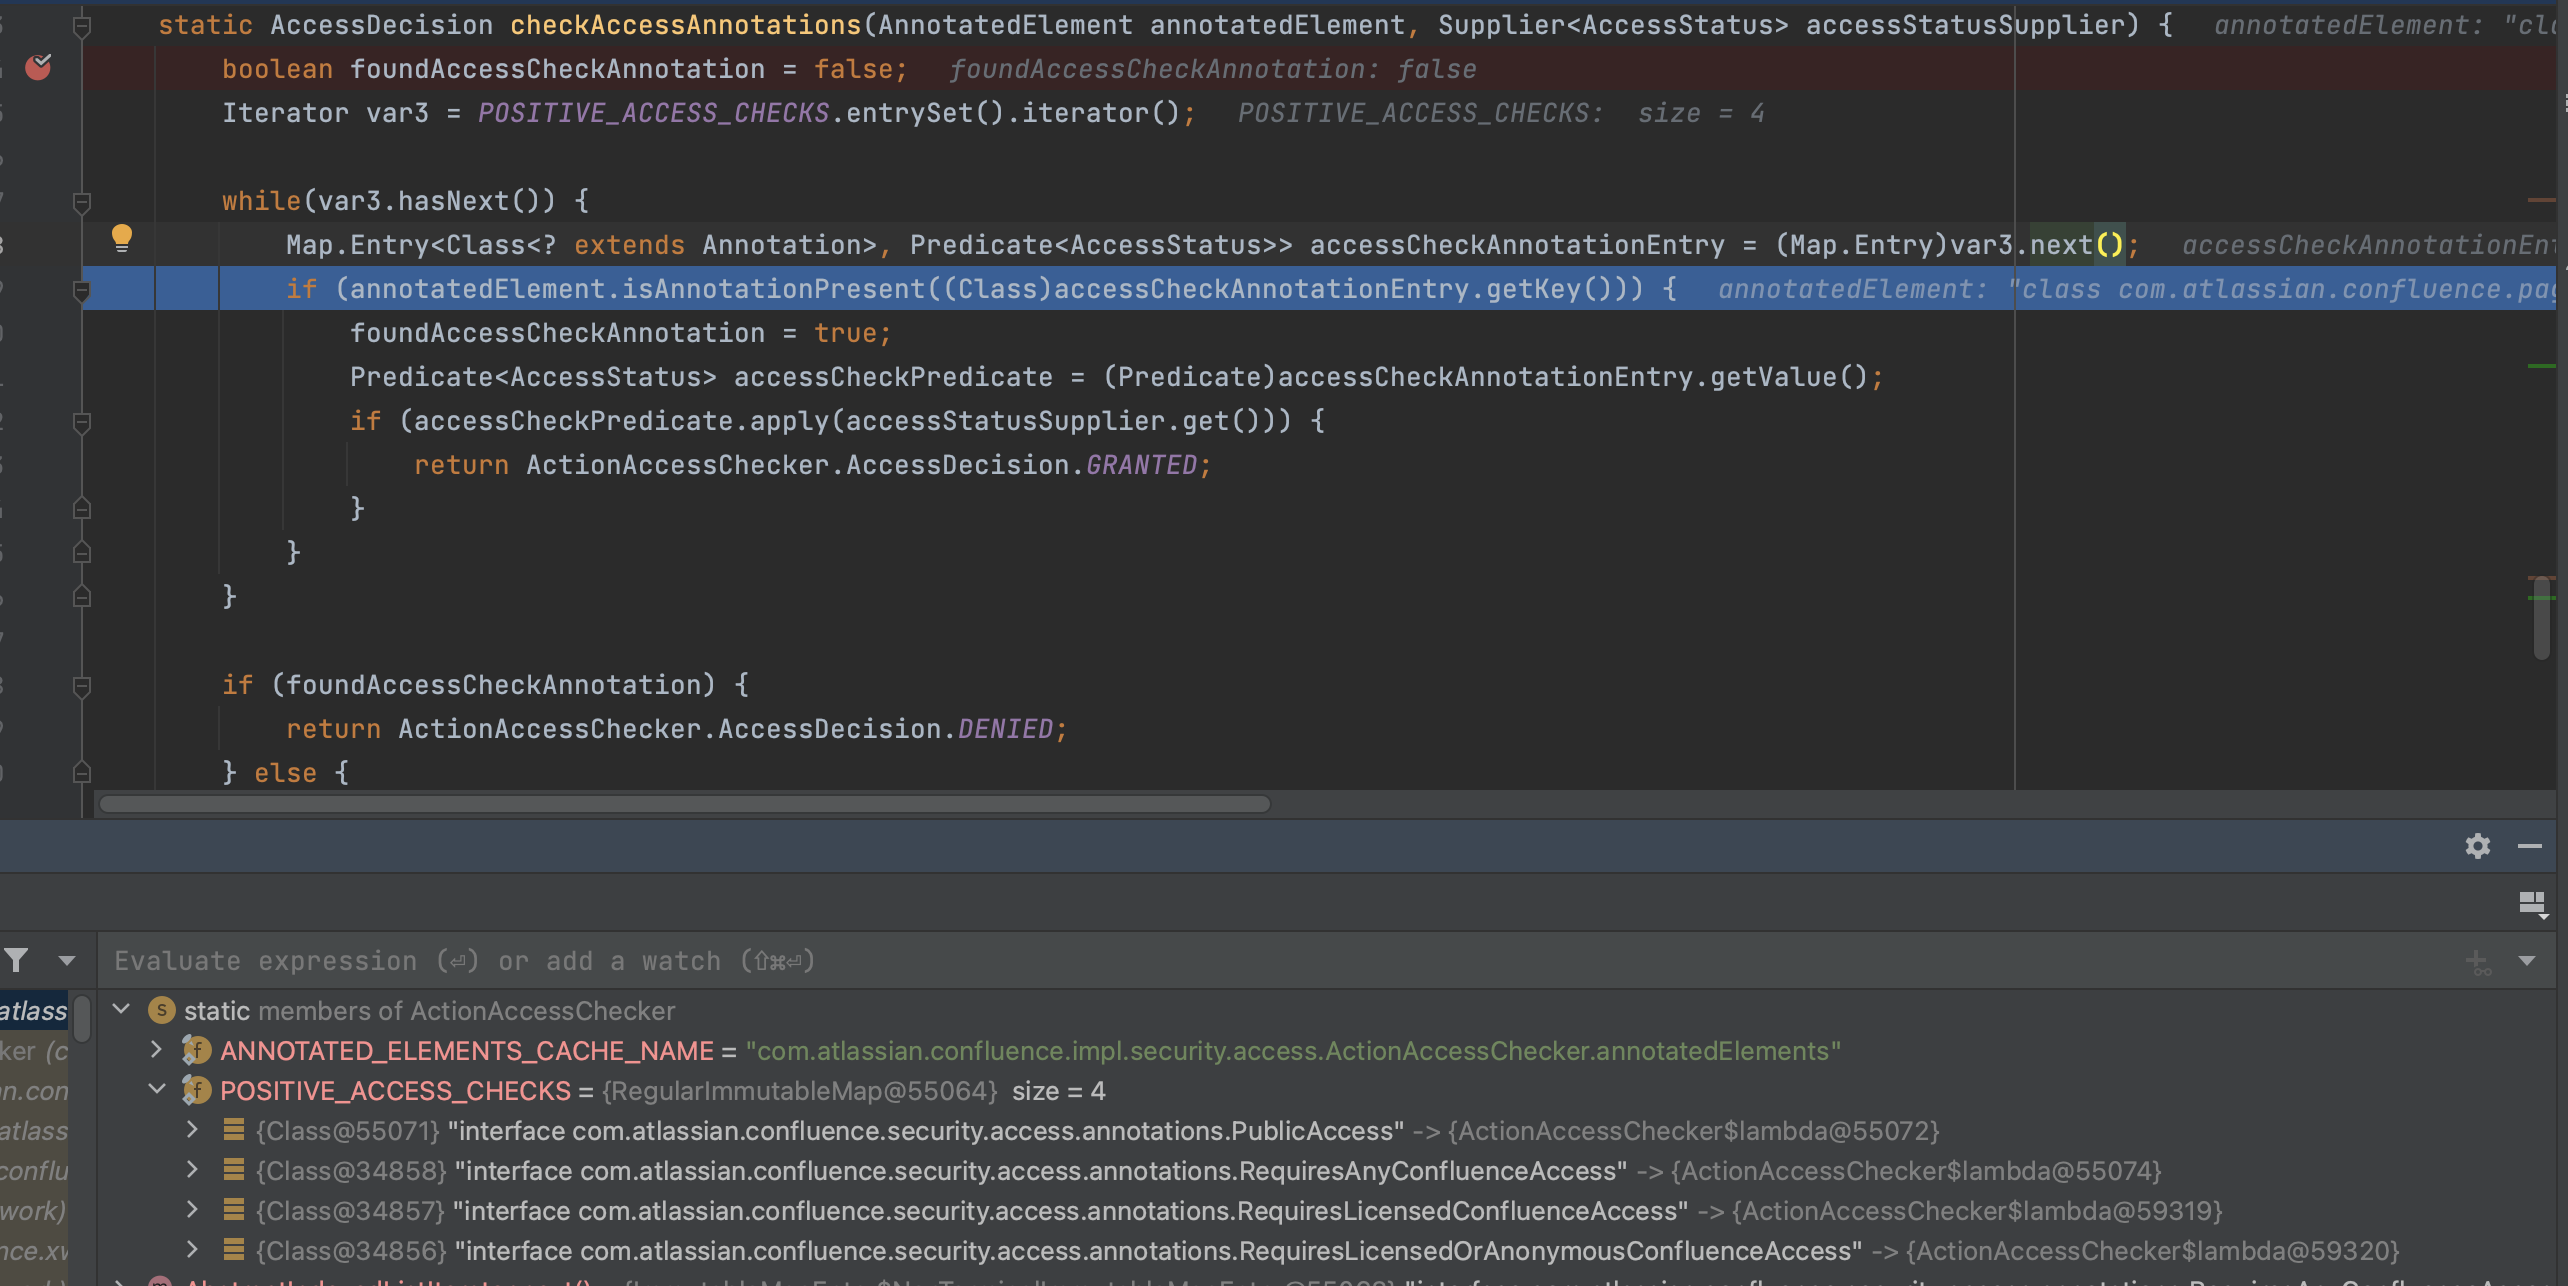 static AccessDecision checkAccessAnnotations(AnnotatedElement annotatedElement, Supplier<AccessStatus> accessStatusSupplier) { annotatedElement: "cl
boolean foundAccessCheckAnnotation = false; foundAccessCheckAnnotation: false
Iterator var3 = POSITIVE_ACCESS_CHECKS.entrySet().iterator(); POSITIVE_ACCESS_CHECKS: size = 4
while(var3.hasNext()) {
Map.Entry<Class<? extends Annotation>, Predicate<AccessStatus>> accessCheckAnnotationEntry = (Map.Entry)var3.next(); accessCheckAnnotationEnt
if (annotatedElement.isAnnotationPresent((Class)accessCheckAnnotationEntry.getKey())) { annotatedElement: "class com.atlassian.confluence.pag
foundAccessCheckAnnotation = true;
Predicate<AccessStatus> accessCheckPredicate = (Predicate)accessCheckAnnotationEntry.getValue();
if (accessCheckPredicate.apply(accessStatusSupplier.get())) {
return ActionAccessChecker.AccessDecision.GRANTED;
}
}
}
if (foundAccessCheckAnnotation) {
return ActionAccessChecker.AccessDecision.DENIED;
} else {
Evaluate expression (⏎) or add a watch (⇧⌘⏎)
atlass
static members of ActionAccessChecker
ker (c
ANNOTATED_ELEMENTS_CACHE_NAME = "com.atlassian.confluence.impl.security.access.ActionAccessChecker.annotatedElements"
n.con
POSITIVE_ACCESS_CHECKS = {RegularImmutableMap@55064} size = 4
atlass
{Class@55071} "interface com.atlassian.confluence.security.access.annotations.PublicAccess" -> {ActionAccessChecker$lambda@55072}
conflu
{Class@34858} "interface com.atlassian.confluence.security.access.annotations.RequiresAnyConfluenceAccess" -> {ActionAccessChecker$lambda@55074}
work)
{Class@34857} "interface com.atlassian.confluence.security.access.annotations.RequiresLicensedConfluenceAccess" -> {ActionAccessChecker$lambda@59319}
nce.xw
{Class@34856} "interface com.atlassian.confluence.security.access.annotations.RequiresLicensedOrAnonymousConfluenceAccess" -> {ActionAccessChecker$lambda@59320}